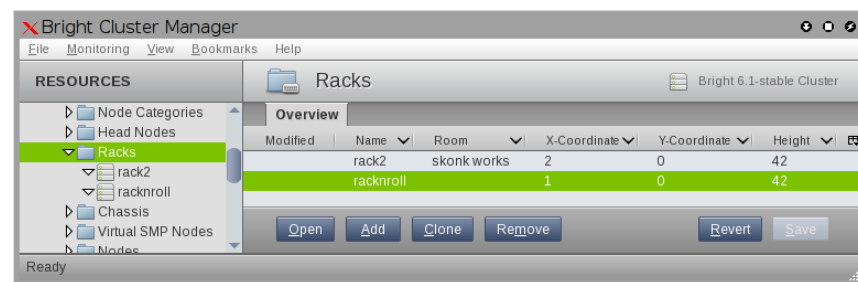 Bright Cluster Manager
File Monitoring View Bookmarks Help
RESOURCES
Racks
Bright 6.1-stable Cluster
Node Categories
Head Nodes
Racks
rack2
racknroll
Chassis
Virtual SMP Nodes
Nodes
Overview
Modified Name Room X-Coordinate Y-Coordinate Height
rack2 skonk works 2 0 42
racknroll 1 0 42
Open Add Clone Remove Revert Save
Ready